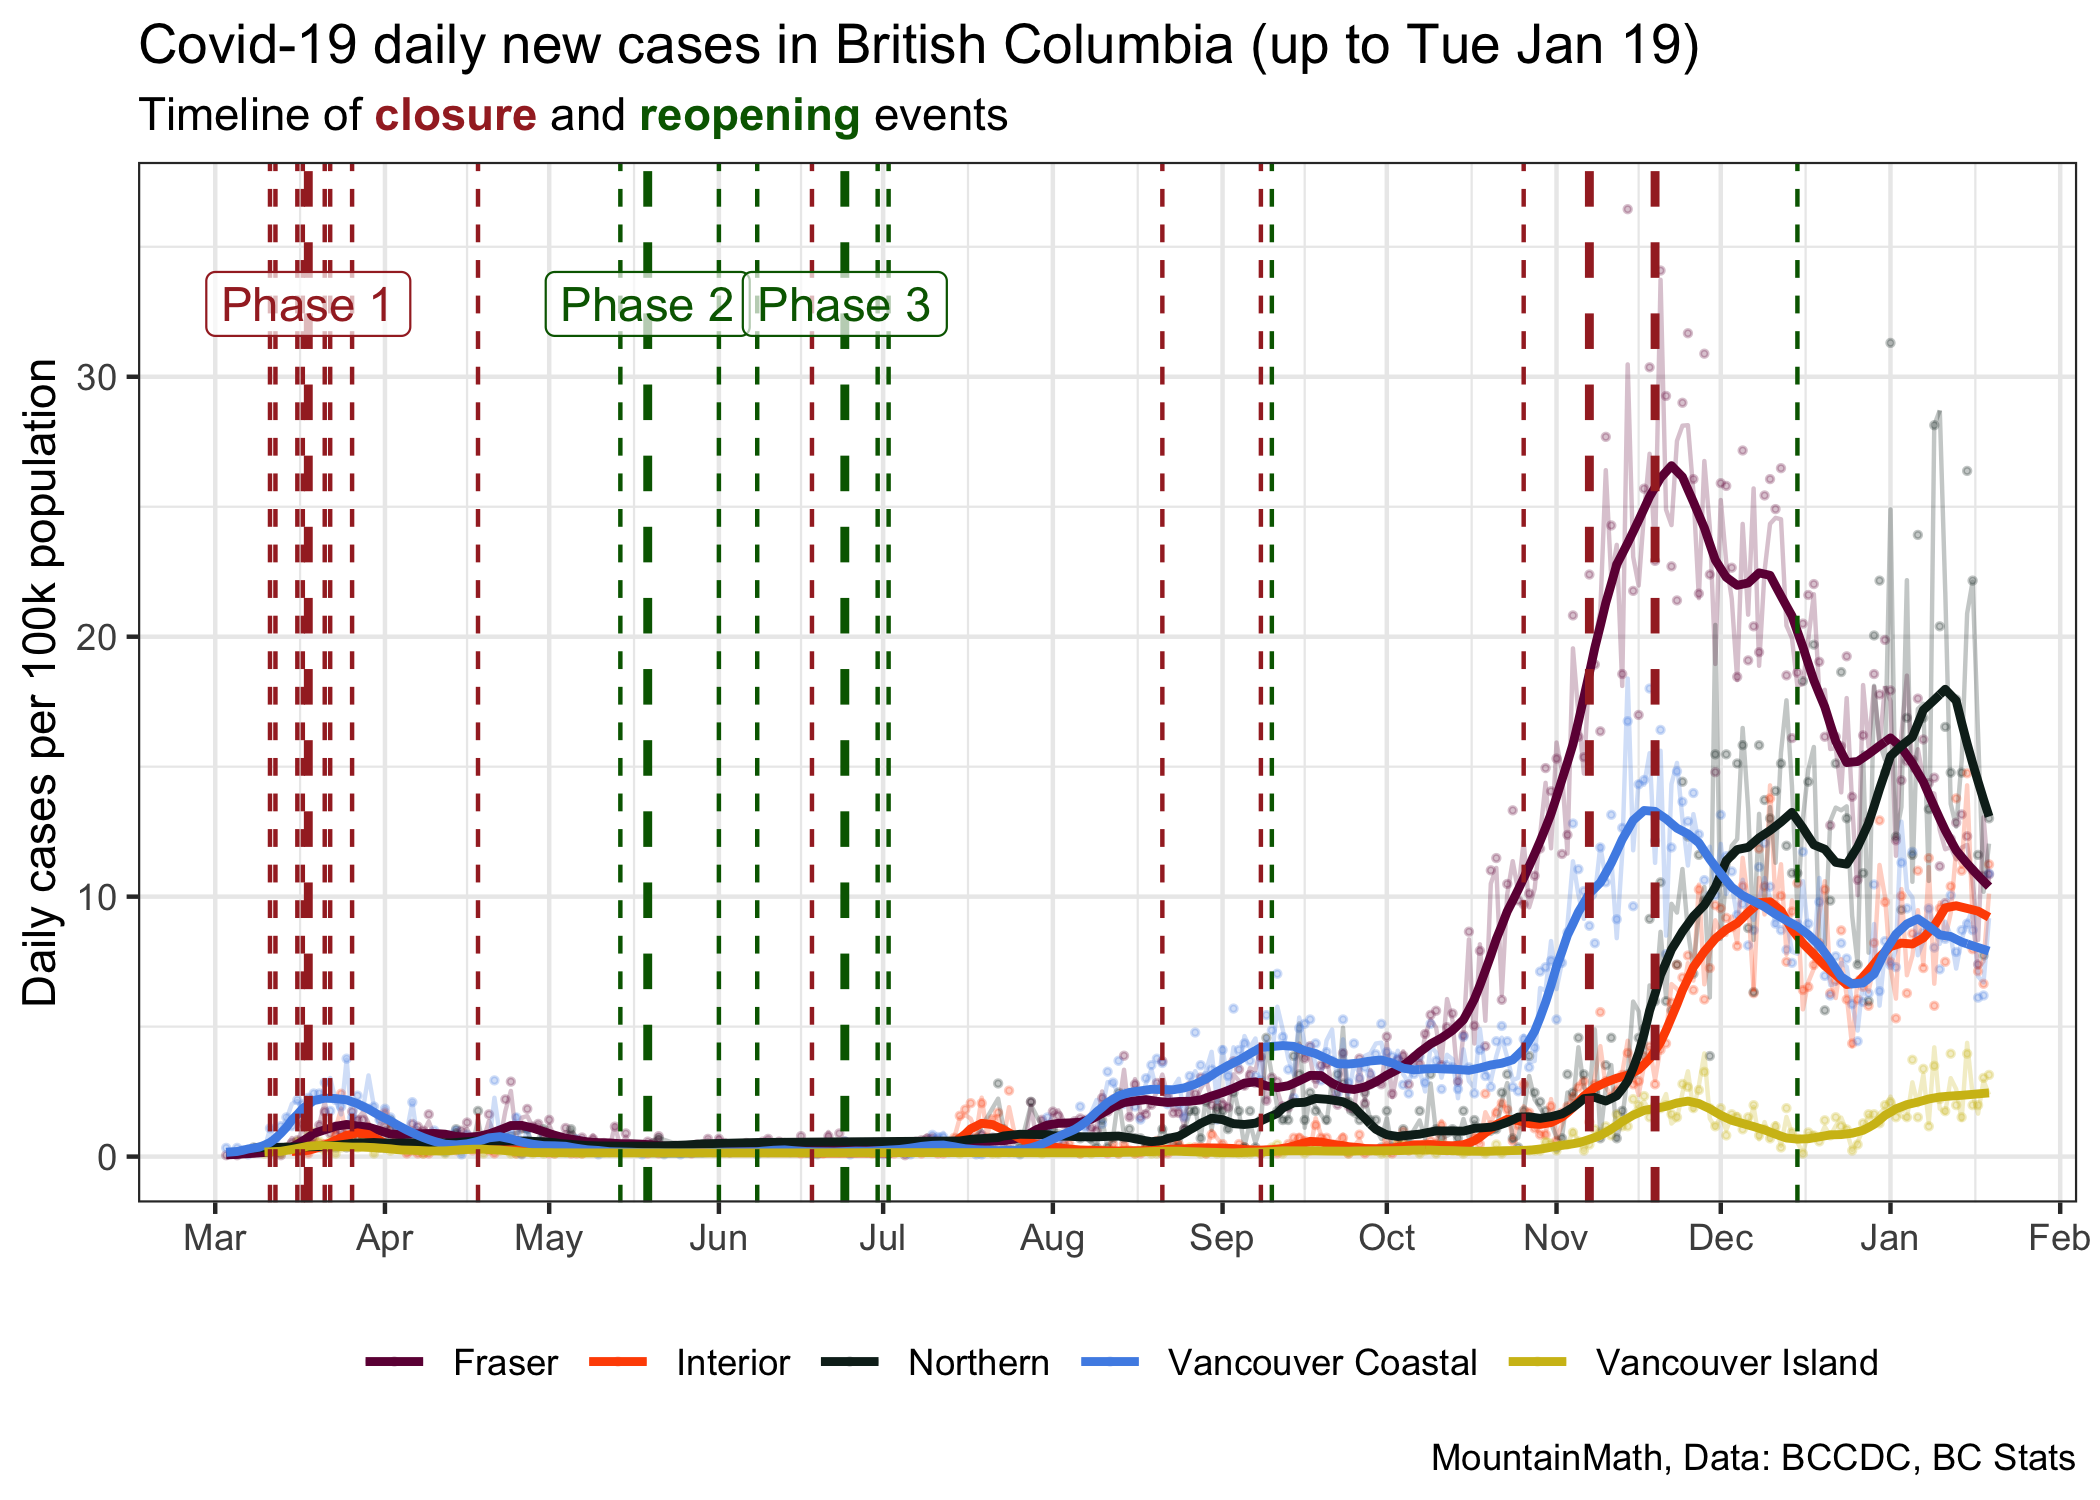 Covid-19 daily new cases in British Columbia (up to Tue Jan 19)
Timeline of closure and reopening events
Phase 1
Phase 2
Phase 3
Daily cases per 100k population
30
20
10
0
Mar Apr May Jun Jul Aug Sep Oct Nov Dec Jan Feb
Fraser Interior Northern Vancouver Coastal Vancouver Island
MountainMath, Data: BCCDC, BC Stats